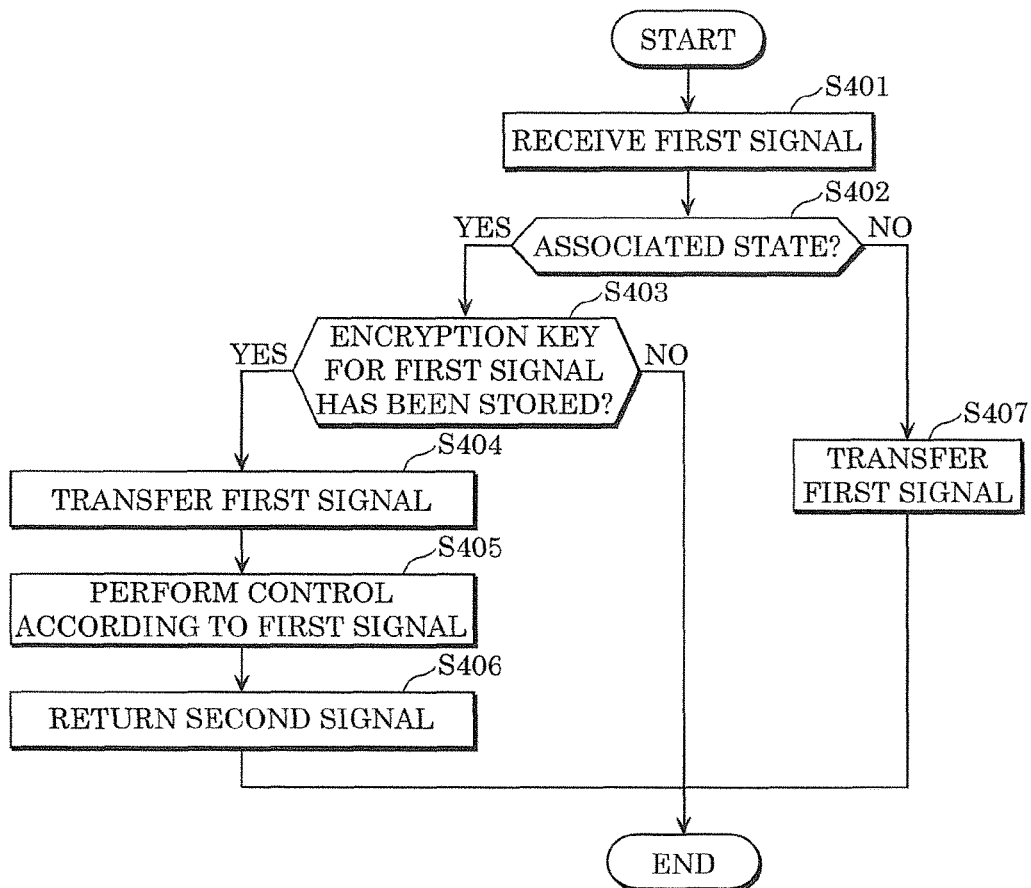 START
S401
RECEIVE FIRST SIGNAL
S402
YES
ASSOCIATED STATE?
NO
S403
YES
ENCRYPTION KEY
FOR FIRST SIGNAL
HAS BEEN STORED?
NO
S404
TRANSFER FIRST SIGNAL
S407
TRANSFER
FIRST SIGNAL
S405
PERFORM CONTROL
ACCORDING TO FIRST SIGNAL
S406
RETURN SECOND SIGNAL
END